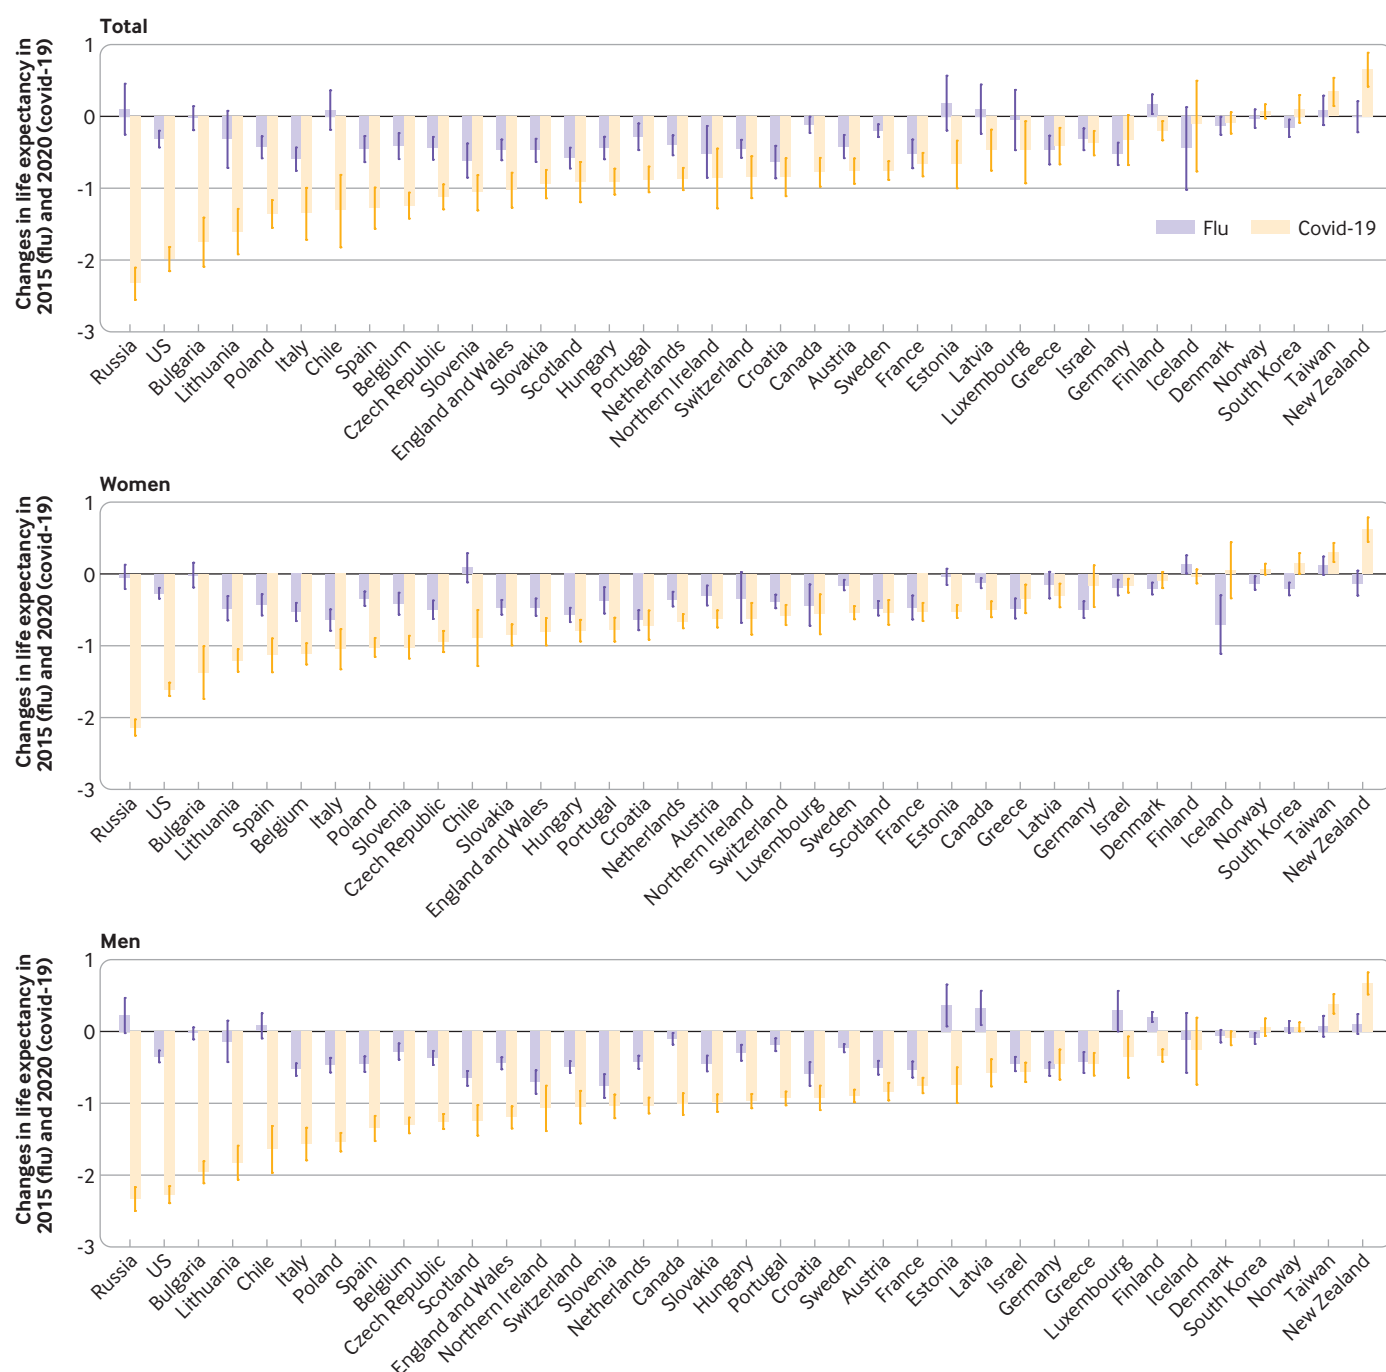 Total
Changes in life expectancy in
2015 (flu) and 2020 (covid-19)
1
0
-1
-2
-3
Flu
Covid-19
Russia
US
Bulgaria
Lithuania
Poland
Italy
Chile
Spain
Belgium
Czech Republic
Slovenia
England and Wales
Slovakia
Scotland
Hungary
Portugal
Netherlands
Northern Ireland
Switzerland
Croatia
Canada
Austria
Sweden
France
Estonia
Latvia
Luxembourg
Greece
Israel
Germany
Finland
Iceland
Denmark
Norway
South Korea
Taiwan
New Zealand
Women
Changes in life expectancy in
2015 (flu) and 2020 (covid-19)
1
0
-1
-2
-3
Russia
US
Bulgaria
Lithuania
Spain
Belgium
Italy
Poland
Slovenia
Czech Republic
Chile
Slovakia
England and Wales
Hungary
Portugal
Croatia
Netherlands
Austria
Northern Ireland
Switzerland
Luxembourg
Sweden
Scotland
France
Estonia
Canada
Greece
Latvia
Germany
Israel
Denmark
Finland
Iceland
Norway
South Korea
Taiwan
New Zealand
Men
Changes in life expectancy in
2015 (flu) and 2020 (covid-19)
1
0
-1
-2
-3
Russia
US
Bulgaria
Lithuania
Chile
Italy
Poland
Spain
Belgium
Czech Republic
Scotland
England and Wales
Northern Ireland
Switzerland
Slovenia
Netherlands
Canada
Slovakia
Hungary
Portugal
Croatia
Sweden
Austria
France
Estonia
Latvia
Israel
Germany
Greece
Luxembourg
Finland
Iceland
Denmark
South Korea
Norway
Taiwan
New Zealand